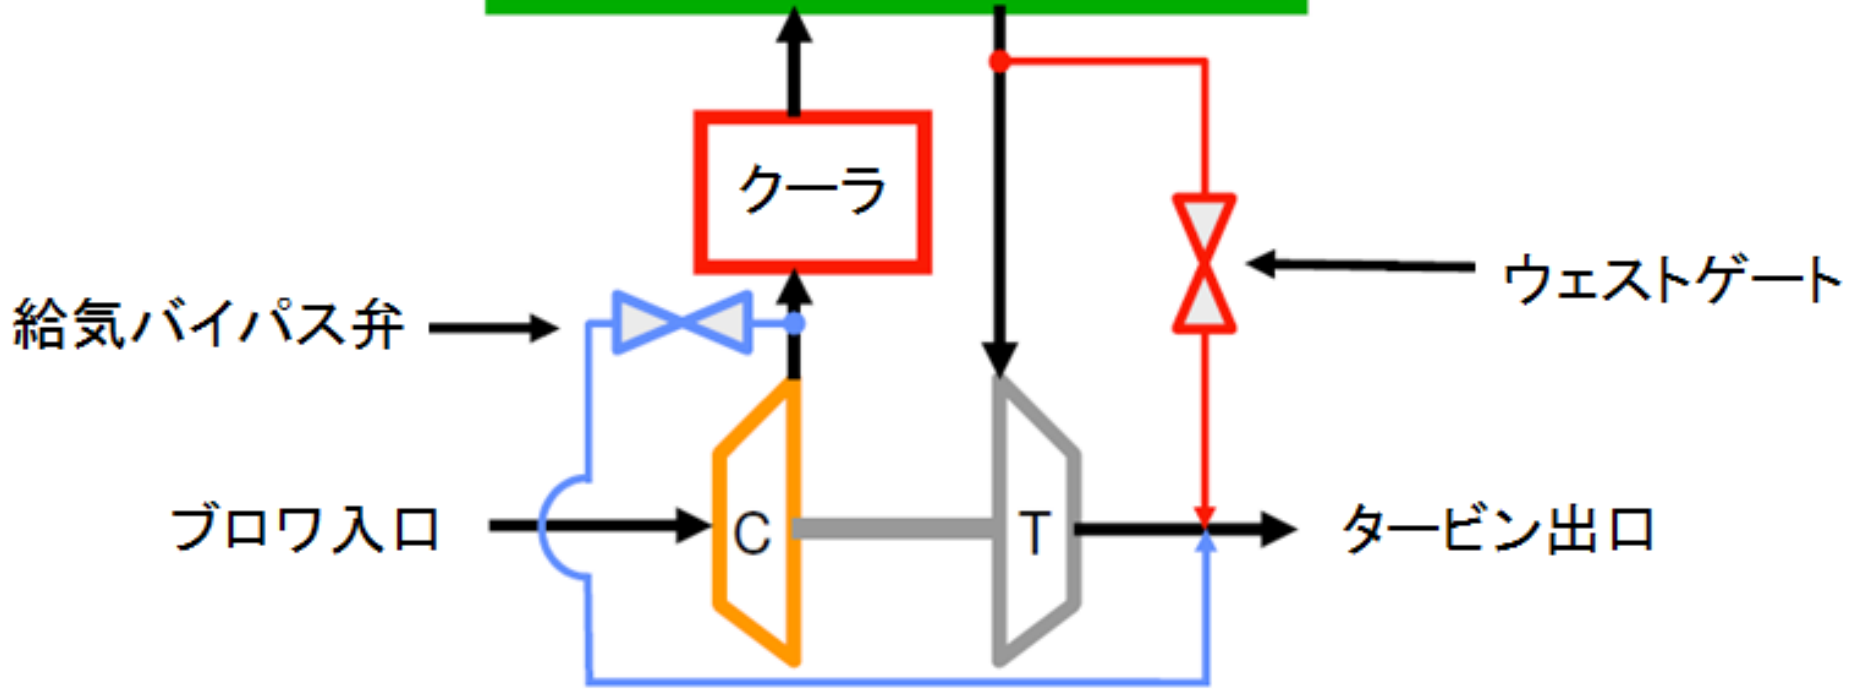 クーラ
ウェストゲート
給気バイパス弁
ブロワ入口
C
T
タービン出口